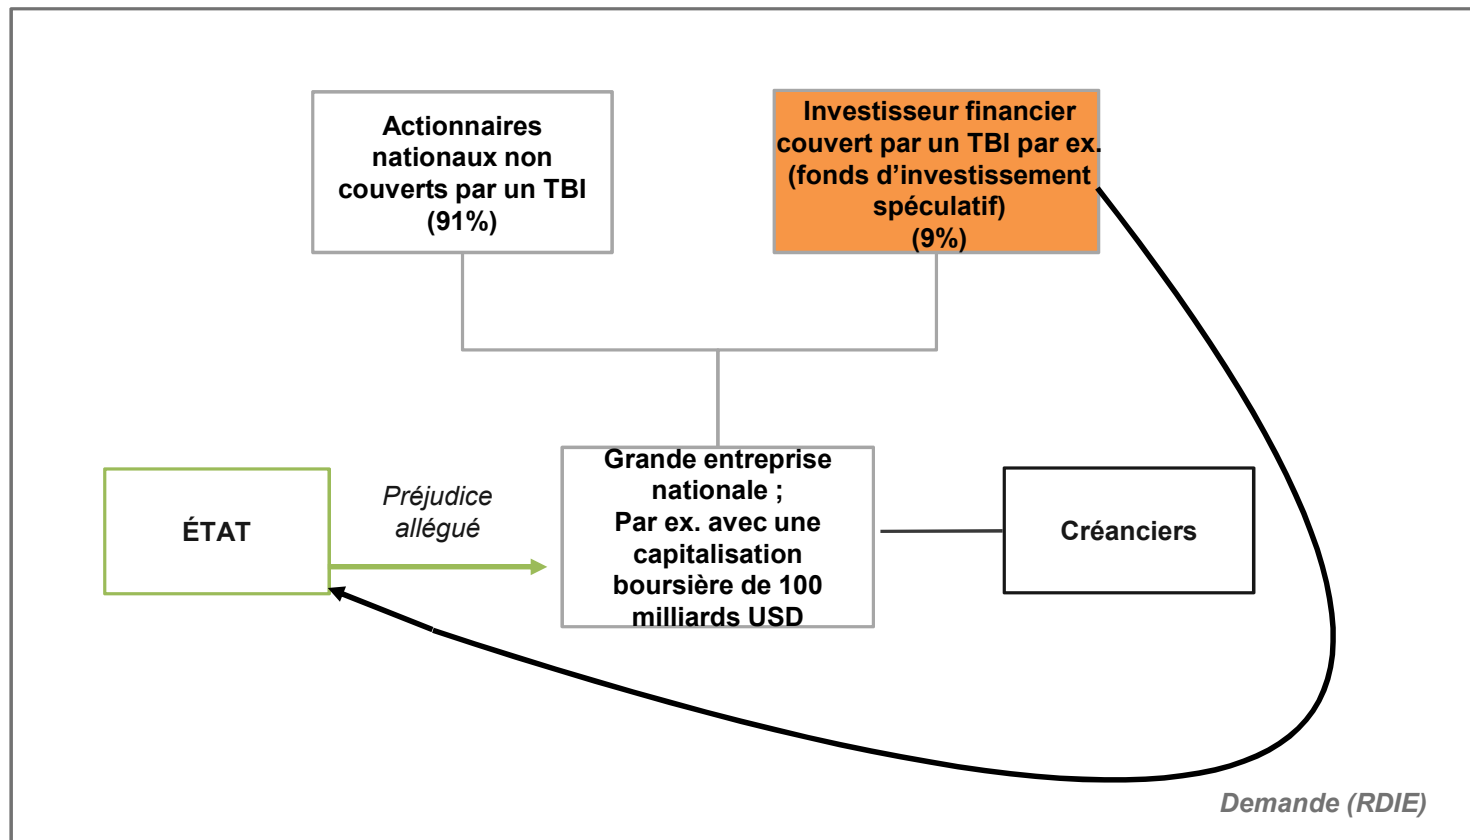 Actionnaires
nationaux non
couverts par un TBI
(91%)
Investisseur financier
couvert par un TBI par ex.
(fonds d’investissement
spéculatif)
(9%)
ÉTAT
Préjudice
allégué
Grande entreprise
nationale ;
Par ex. avec une
capitalisation
boursière de 100
milliards USD
Créanciers
Demande (RDIE)